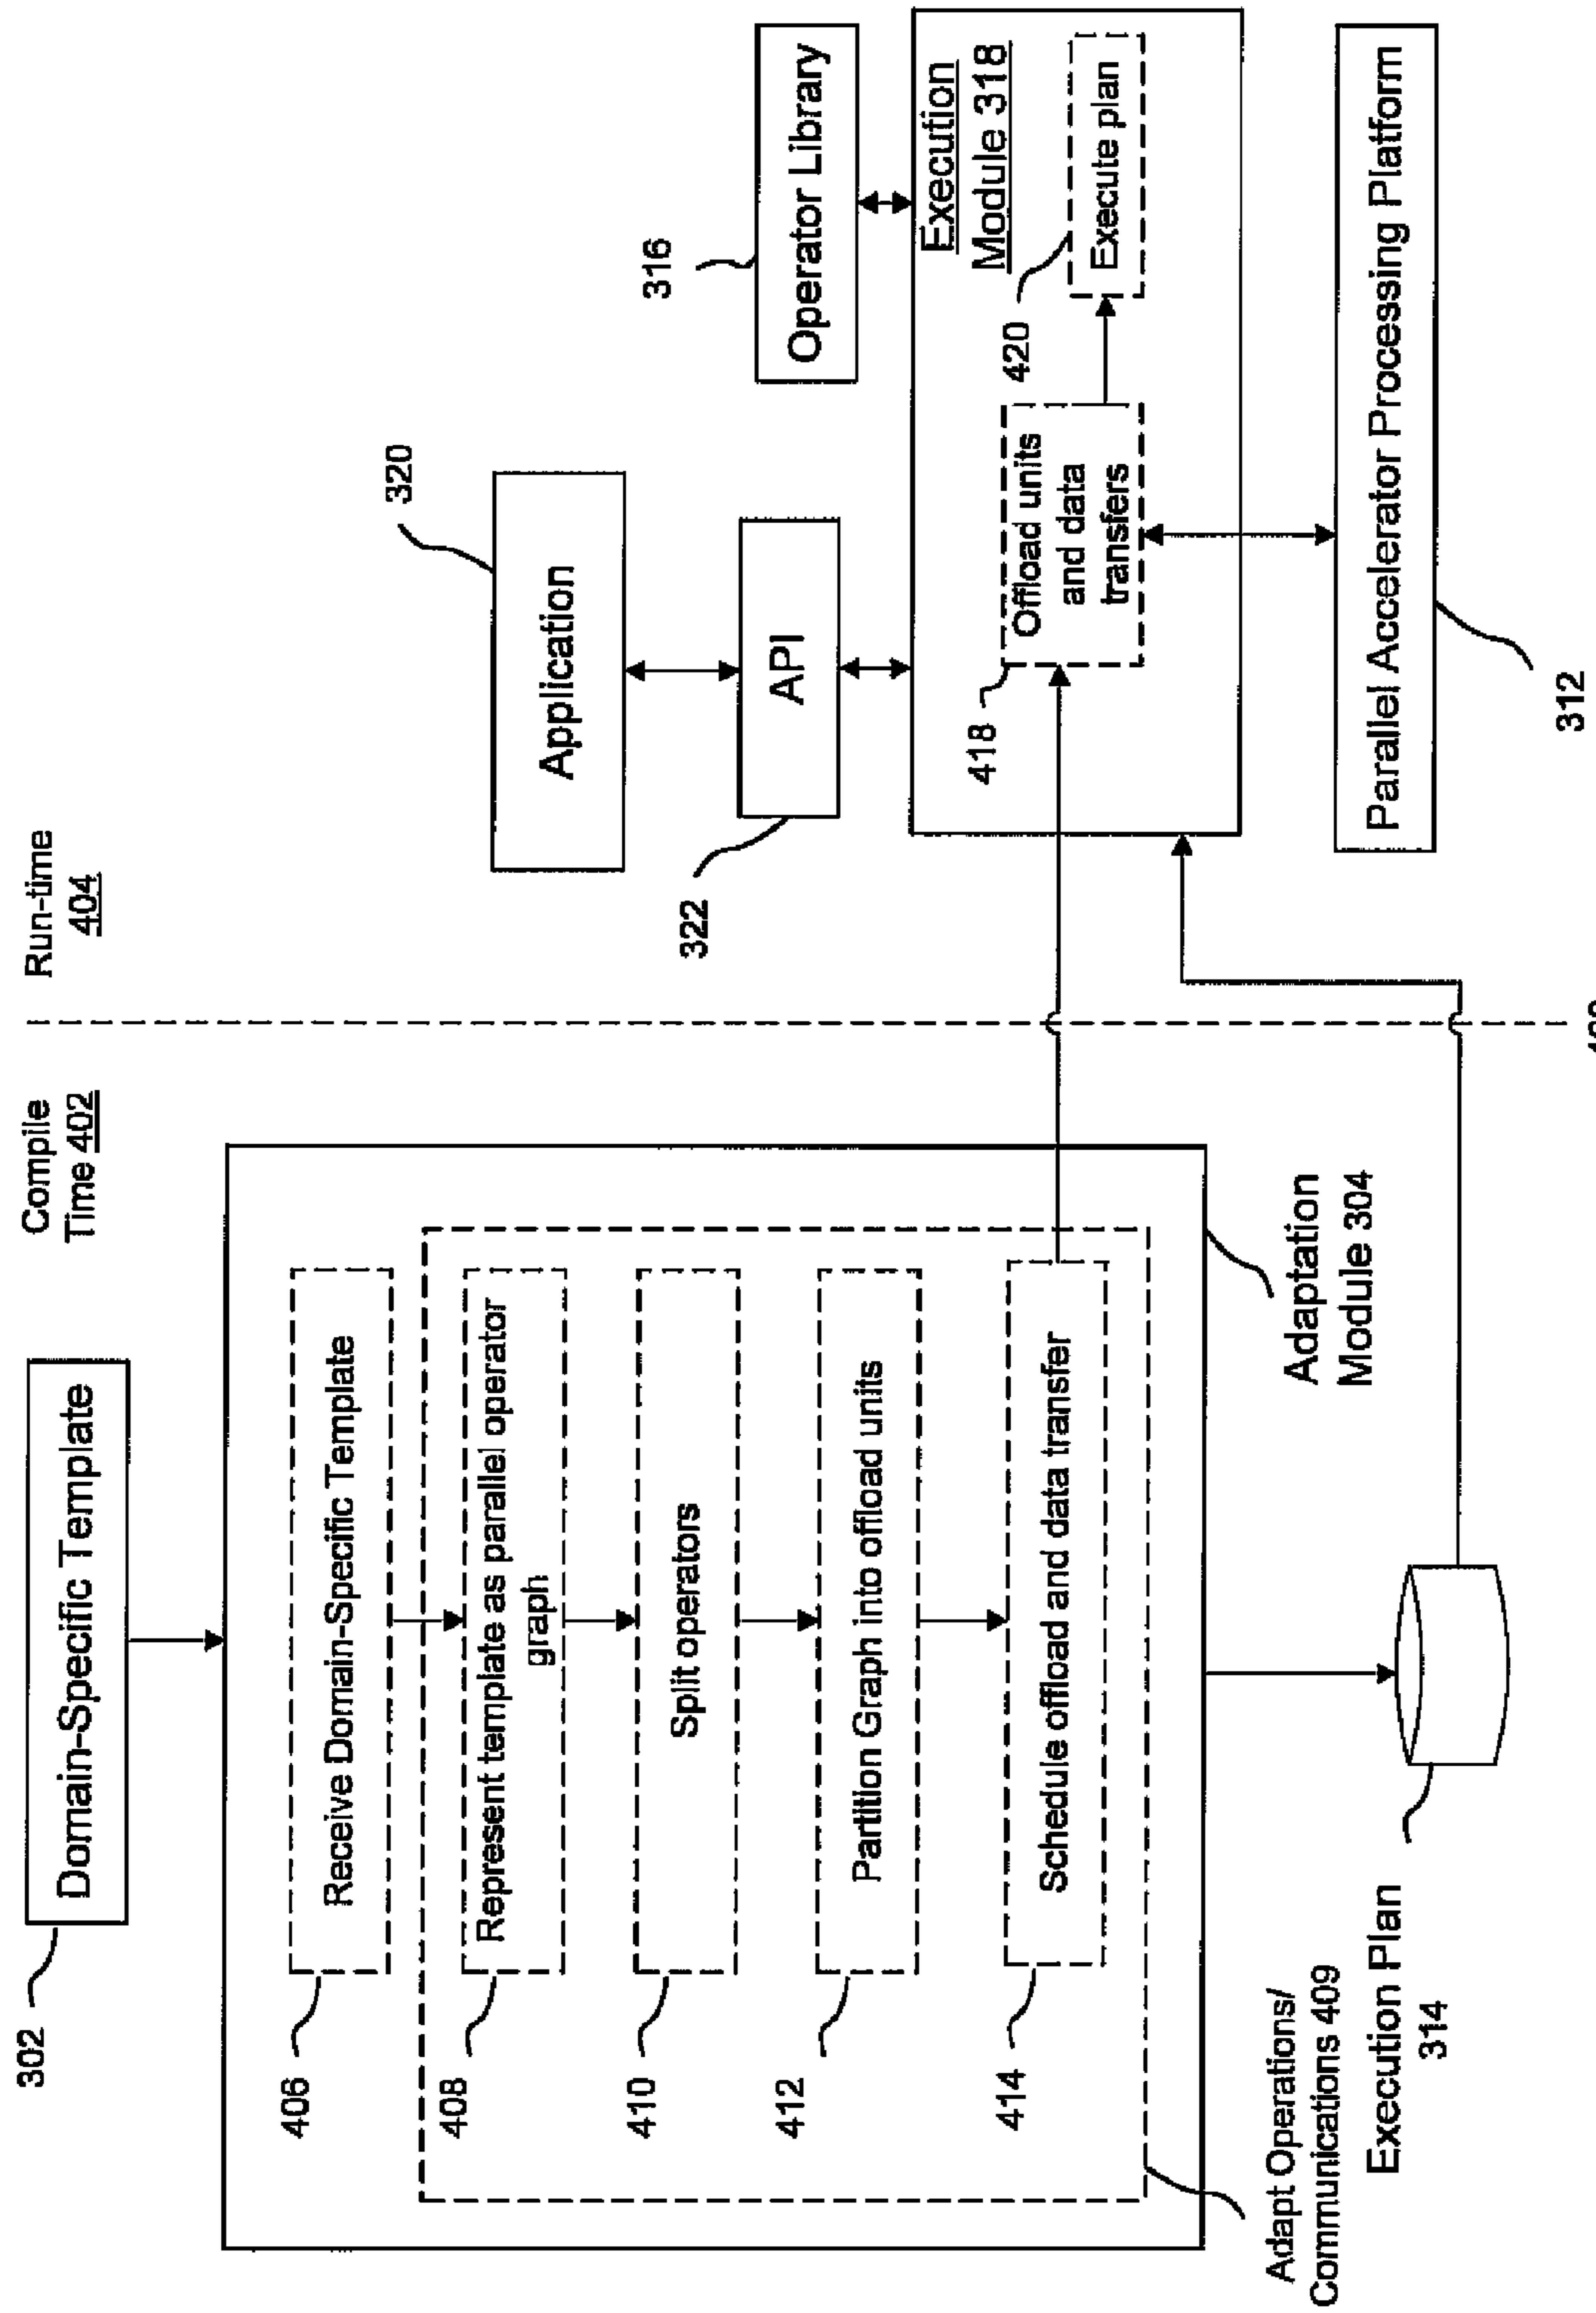 Compile
Time 402
Run-time
404
302
Domain-Specific Template
406
Receive Domain-Specific Template
408
Represent template as parallel operator
graph
410
Split operators
412
Partition Graph into offload units
414
Schedule offload and data transfer
Adapt Operations/
Communications 409
Adaptation
Module 304
Execution Plan
314
320
Application
322
API
316
Operator Library
Execution
Module 318
418
Offload units
and data
transfers
420
Execute plan
Parallel Accelerator Processing Platform
312